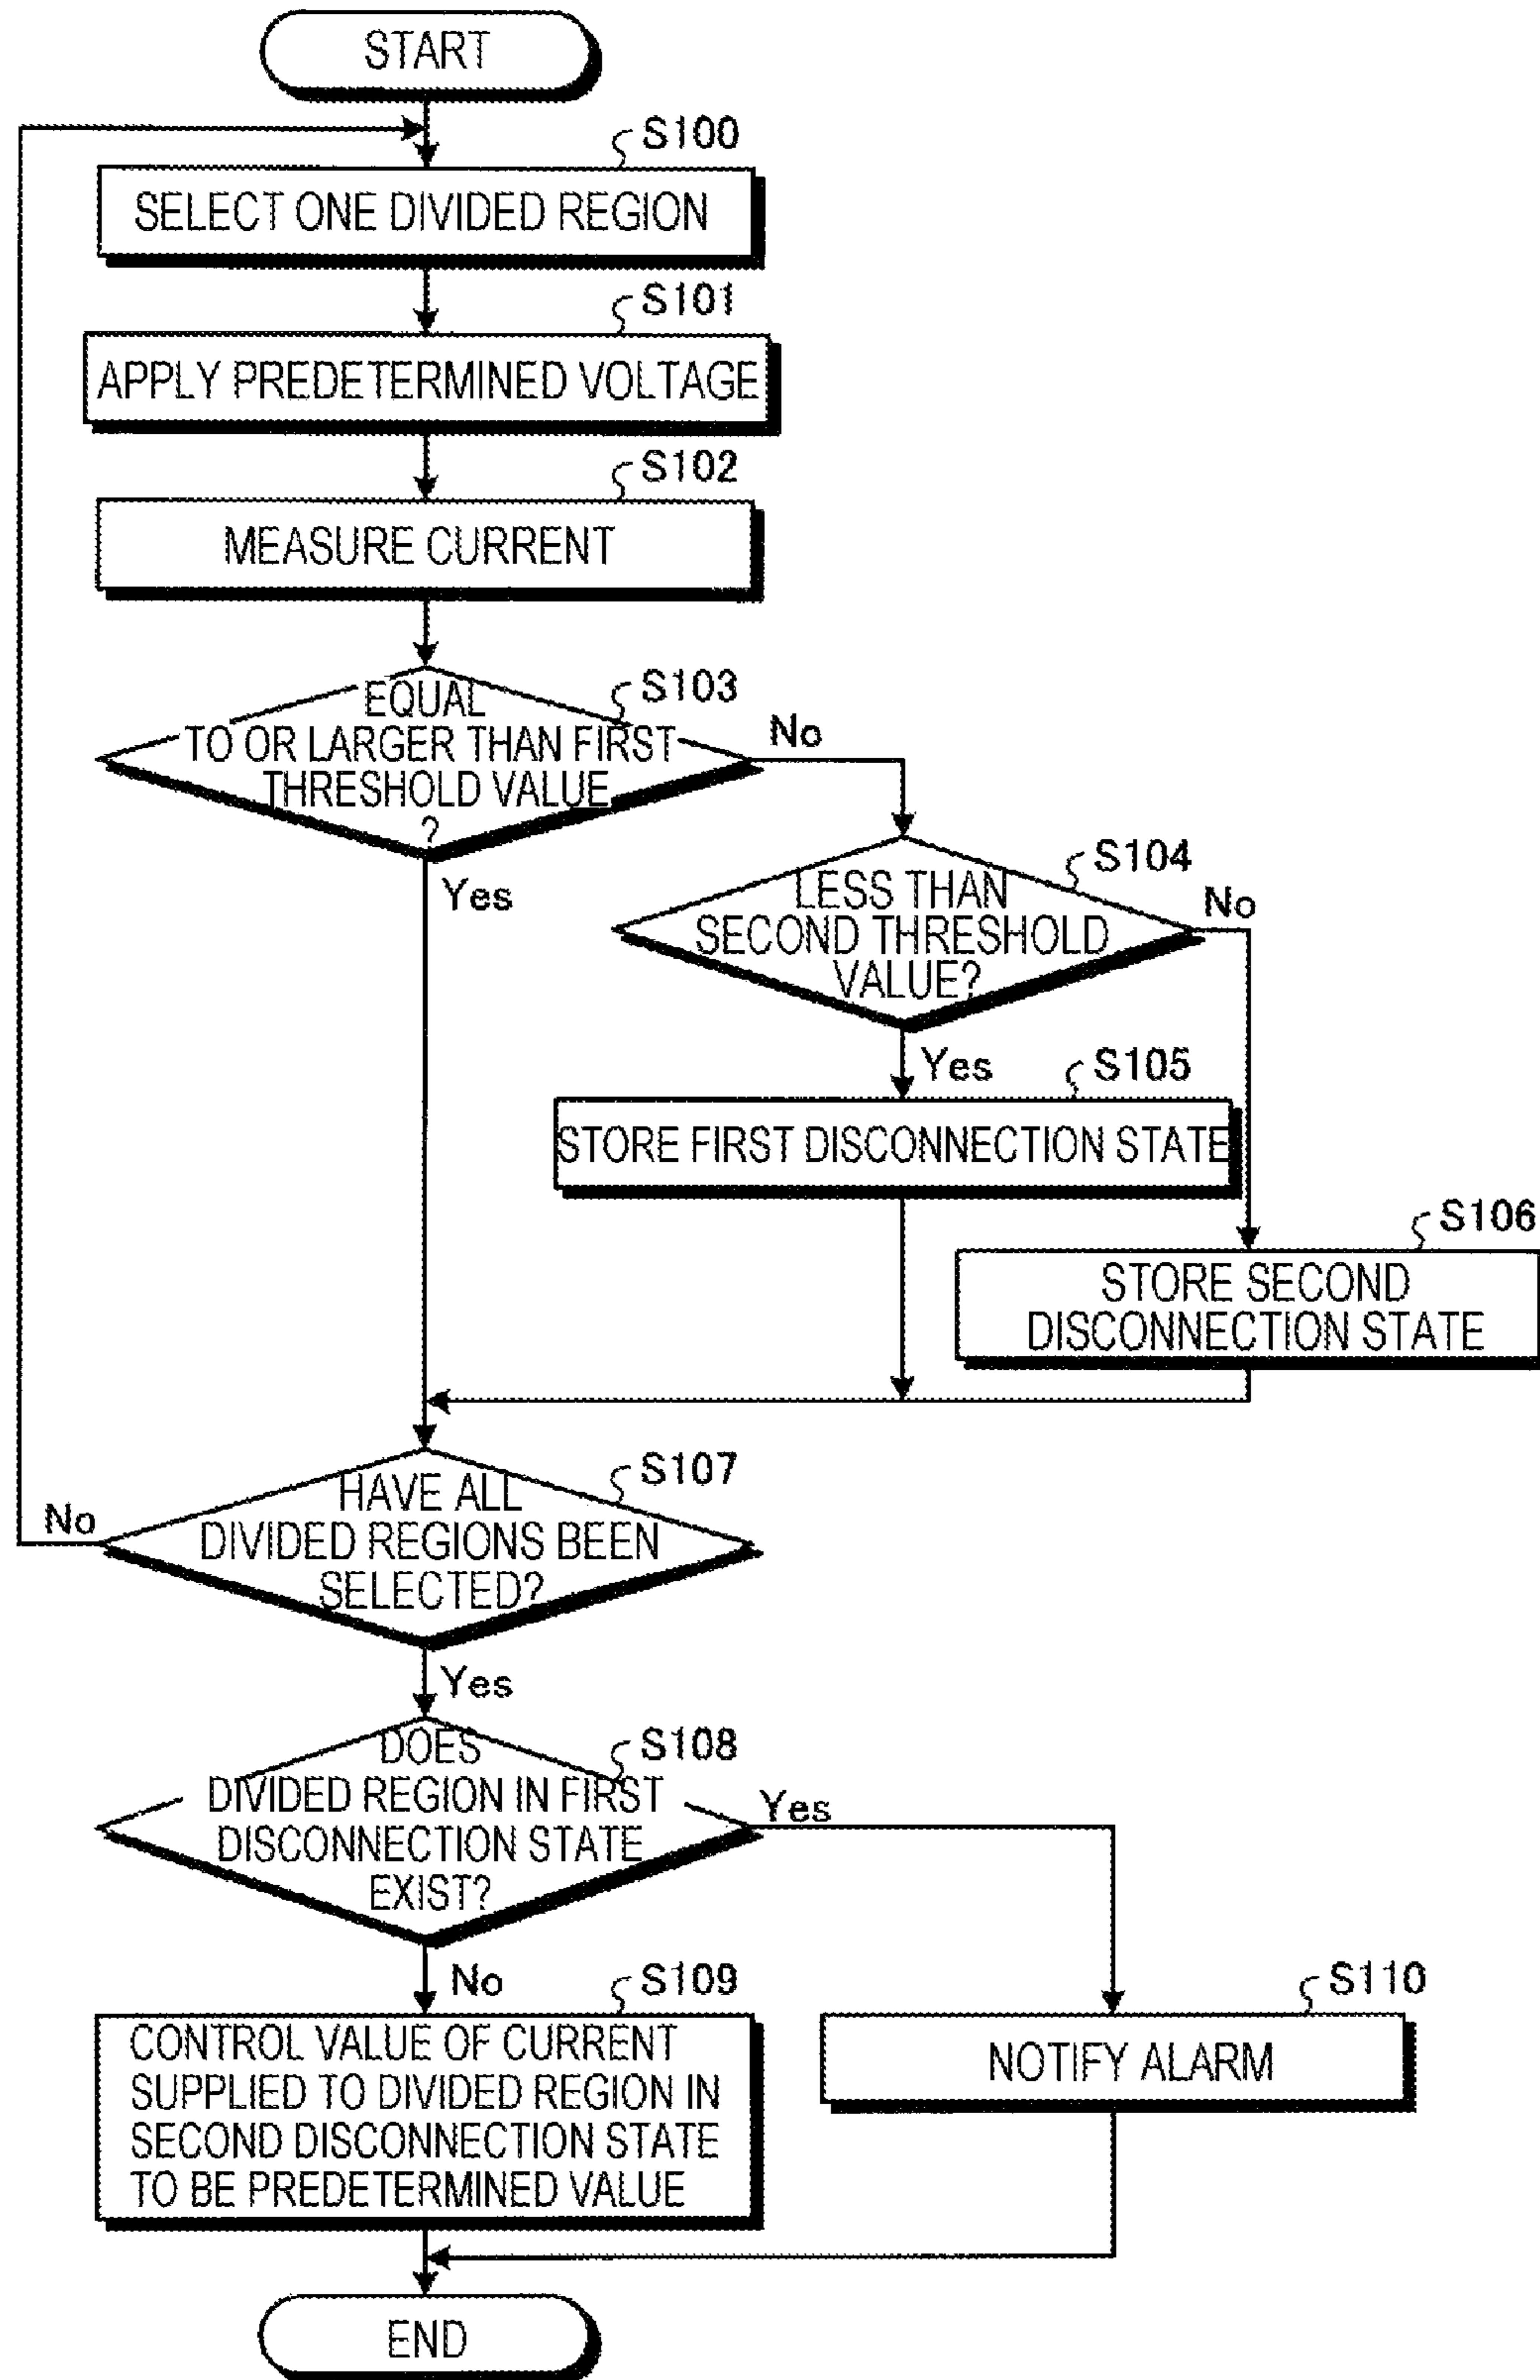 START
S100
SELECT ONE DIVIDED REGION
S101
APPLY PREDETERMINED VOLTAGE
S102
MEASURE CURRENT
S103
EQUAL
TO OR LARGER THAN FIRST
THRESHOLD VALUE
?
No
Yes
S104
LESS THAN
SECOND THRESHOLD
VALUE?
No
Yes
S105
STORE FIRST DISCONNECTION STATE
S106
STORE SECOND
DISCONNECTION STATE
S107
HAVE ALL
DIVIDED REGIONS BEEN
SELECTED?
No
Yes
S108
DOES
DIVIDED REGION IN FIRST
DISCONNECTION STATE
EXIST?
Yes
No
S109
CONTROL VALUE OF CURRENT
SUPPLIED TO DIVIDED REGION IN
SECOND DISCONNECTION STATE
TO BE PREDETERMINED VALUE
S110
NOTIFY ALARM
END